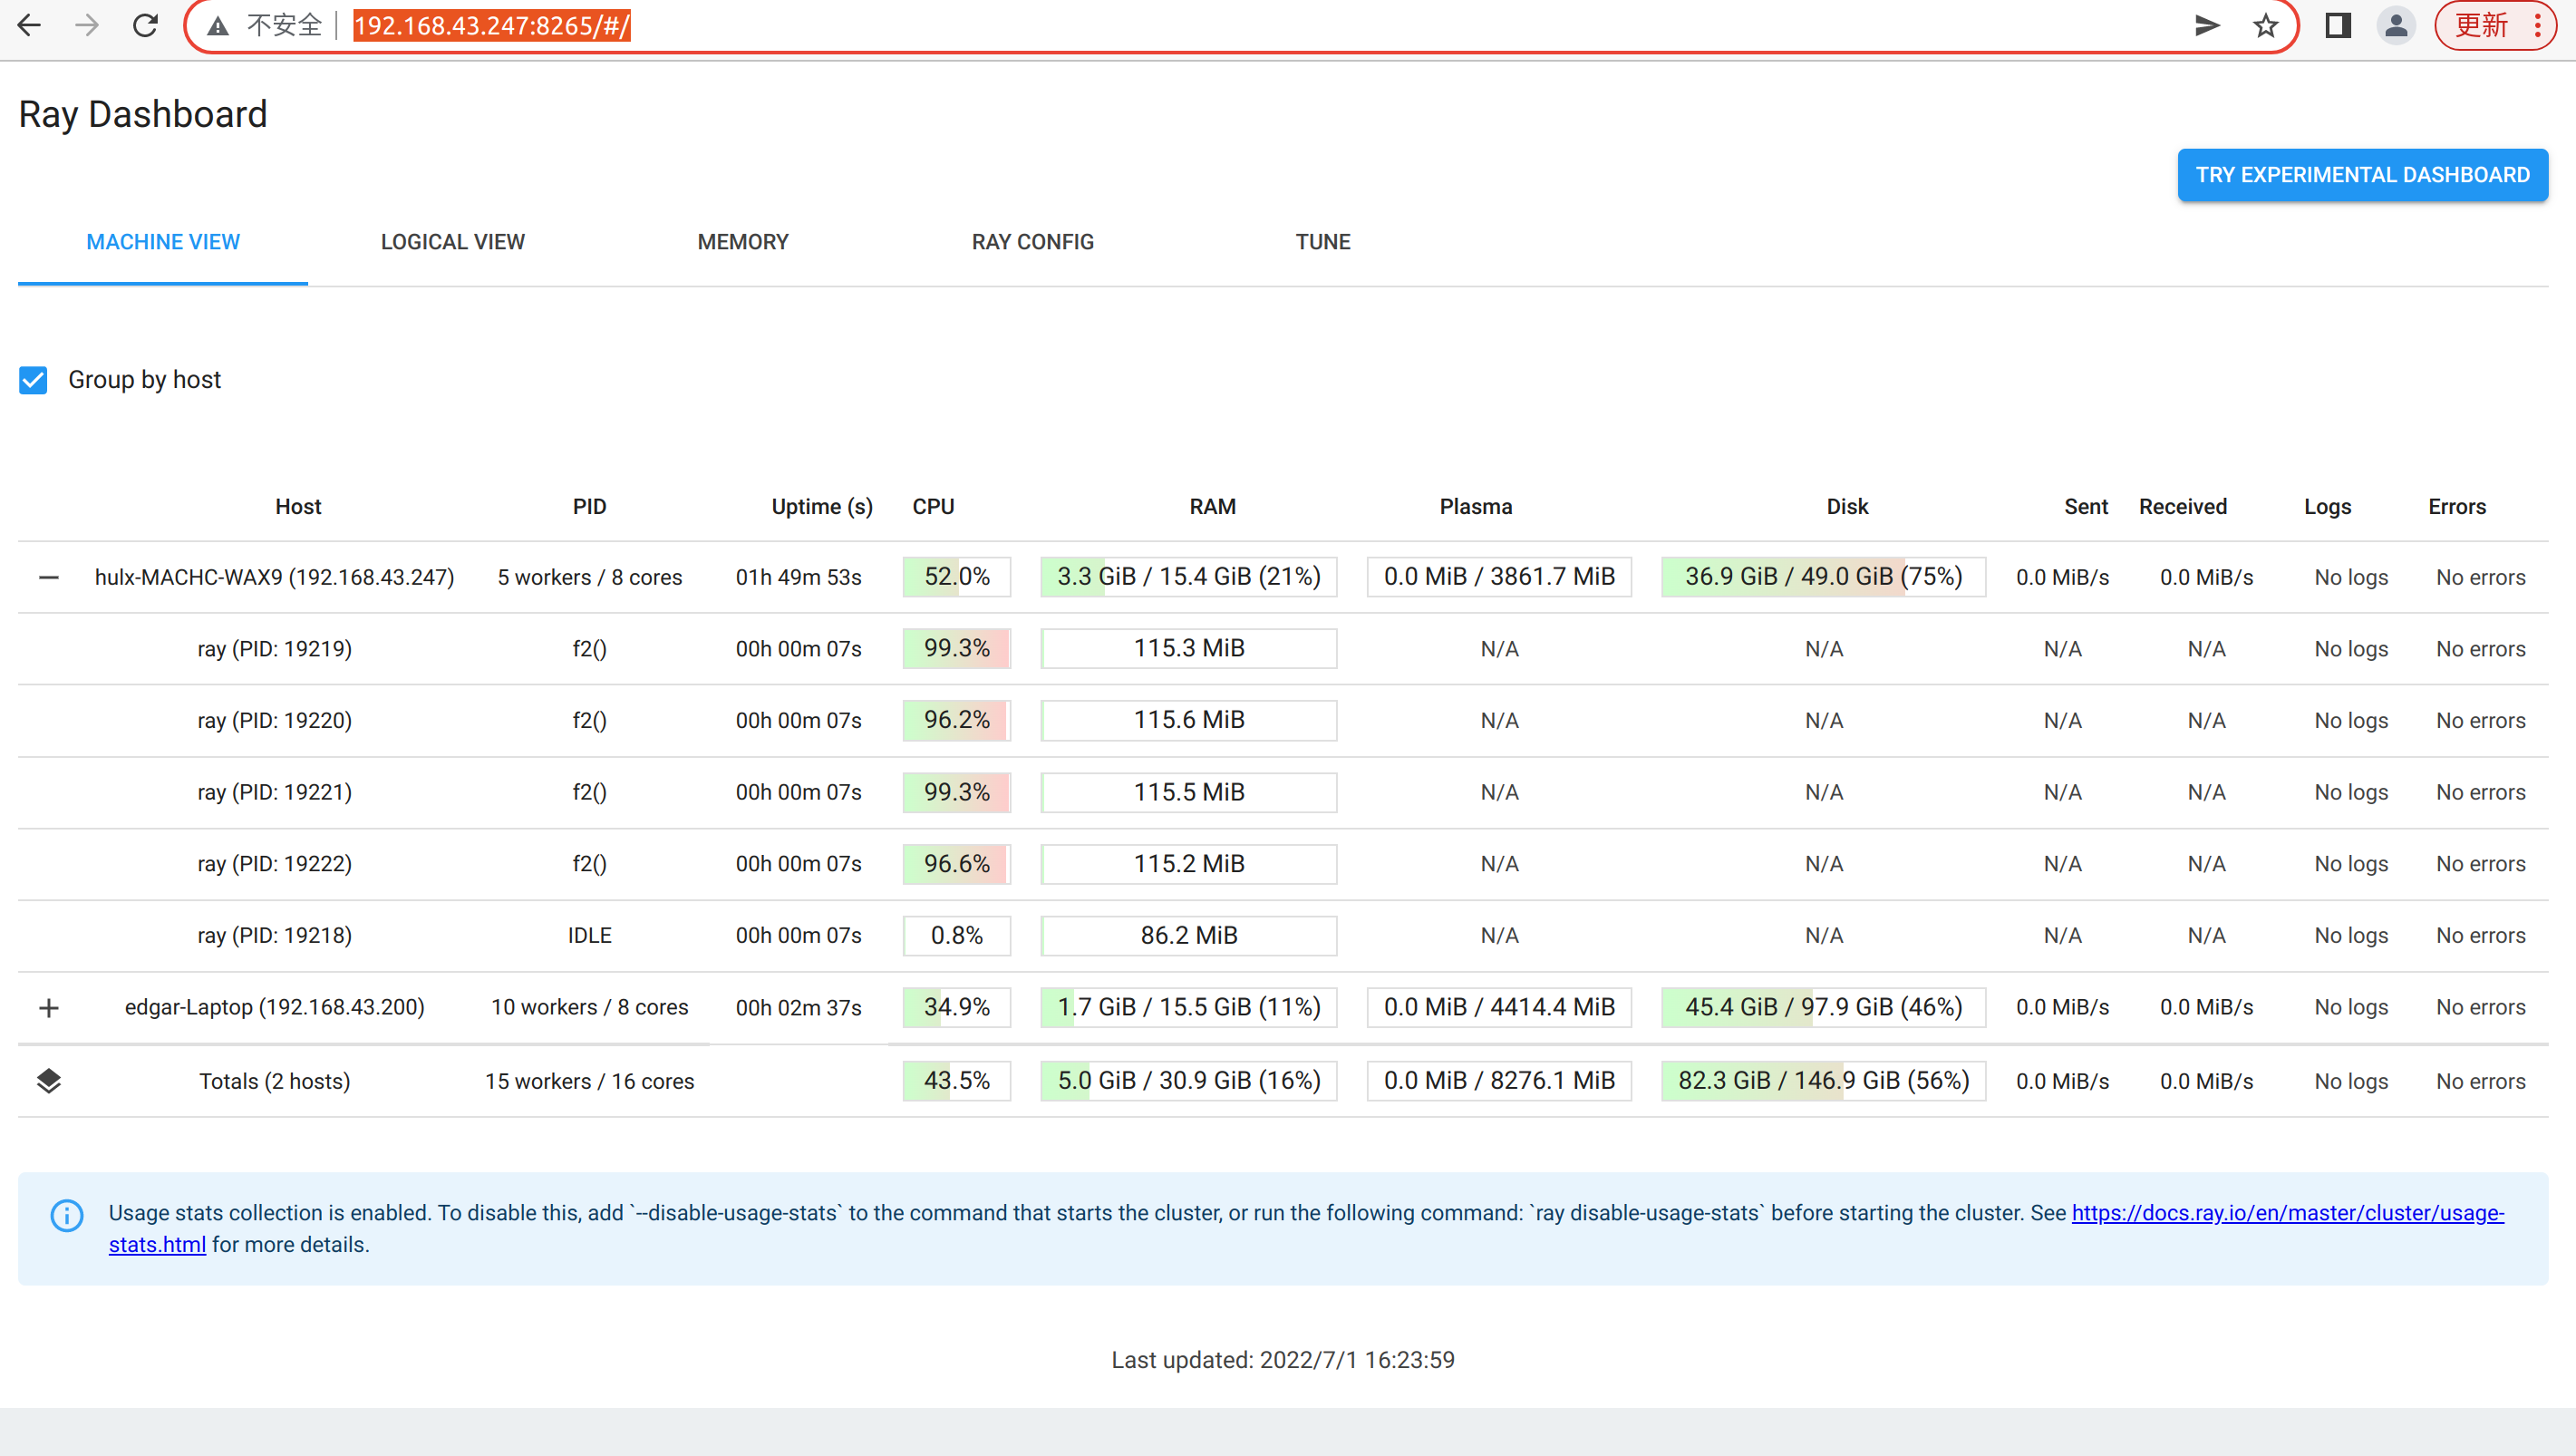 不安全 192.168.43.247:8265/#/ 更新
Ray Dashboard
TRY EXPERIMENTAL DASHBOARD
MACHINE VIEW LOGICAL VIEW MEMORY RAY CONFIG TUNE
Group by host
Host PID Uptime (s) CPU RAM Plasma Disk Sent Received Logs Errors
hulx-MACHC-WAX9 (192.168.43.247) 5 workers / 8 cores 01h 49m 53s 52.0% 3.3 GiB / 15.4 GiB (21%) 0.0 MiB / 3861.7 MiB 36.9 GiB / 49.0 GiB (75%) 0.0 MiB/s 0.0 MiB/s No logs No errors
ray (PID: 19219) f2() 00h 00m 07s 99.3% 115.3 MiB N/A N/A N/A N/A No logs No errors
ray (PID: 19220) f2() 00h 00m 07s 96.2% 115.6 MiB N/A N/A N/A N/A No logs No errors
ray (PID: 19221) f2() 00h 00m 07s 99.3% 115.5 MiB N/A N/A N/A N/A No logs No errors
ray (PID: 19222) f2() 00h 00m 07s 96.6% 115.2 MiB N/A N/A N/A N/A No logs No errors
ray (PID: 19218) IDLE 00h 00m 07s 0.8% 86.2 MiB N/A N/A N/A N/A No logs No errors
edgar-Laptop (192.168.43.200) 10 workers / 8 cores 00h 02m 37s 34.9% 1.7 GiB / 15.5 GiB (11%) 0.0 MiB / 4414.4 MiB 45.4 GiB / 97.9 GiB (46%) 0.0 MiB/s 0.0 MiB/s No logs No errors
Totals (2 hosts) 15 workers / 16 cores 43.5% 5.0 GiB / 30.9 GiB (16%) 0.0 MiB / 8276.1 MiB 82.3 GiB / 146.9 GiB (56%) 0.0 MiB/s 0.0 MiB/s No logs No errors
Usage stats collection is enabled. To disable this, add `--disable-usage-stats` to the command that starts the cluster, or run the following command: `ray disable-usage-stats` before starting the cluster. See https://docs.ray.io/en/master/cluster/usage-
stats.html for more details.
Last updated: 2022/7/1 16:23:59